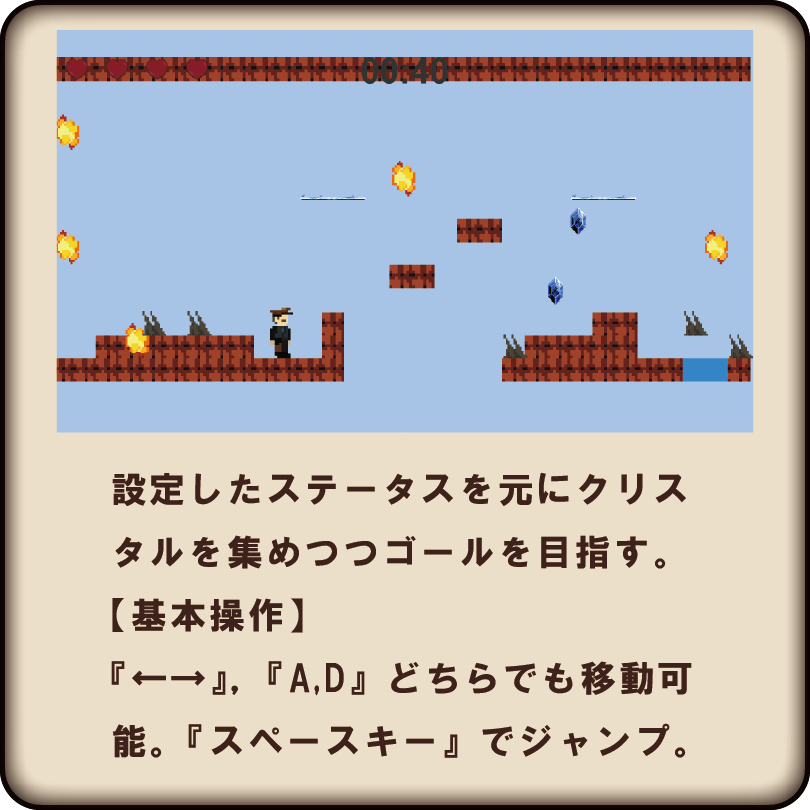 00:40
設定したステータスを元にクリス
タルを集めつつゴールを目指す。
【基本操作】
『←→』,『A,D』どちらでも移動可
能。『スペースキー』でジャンプ。